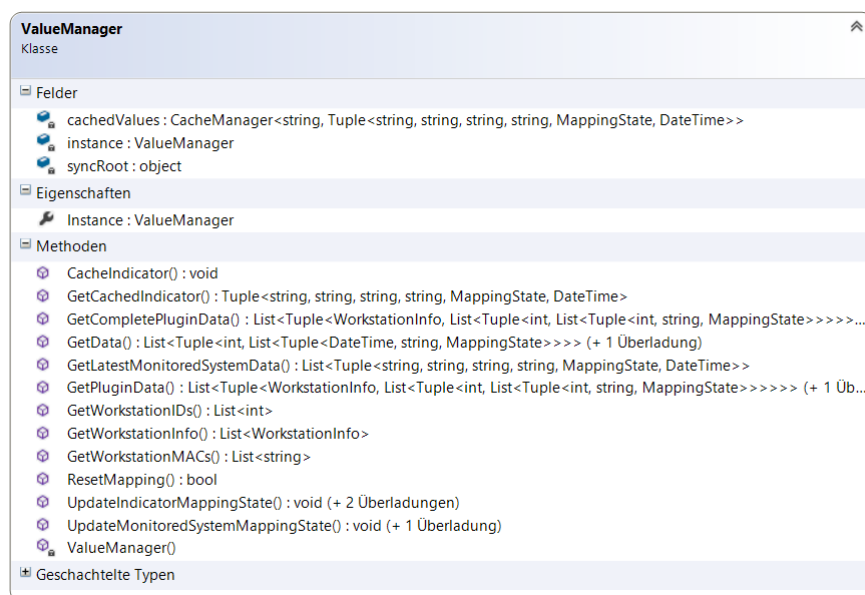 ValueManager
Klasse
Felder
cachedValues : CacheManager<string, Tuple<string, string, string, string, MappingState, DateTime>>
instance : ValueManager
syncRoot : object
Eigenschaften
Instance : ValueManager
Methoden
CacheIndicator() : void
GetCachedIndicator() : Tuple<string, string, string, string, MappingState, DateTime>
GetCompletePluginData() : List<Tuple<WorkstationInfo, List<Tuple<int, List<Tuple<int, string, MappingState>>>>>...
GetData() : List<Tuple<int, List<Tuple<DateTime, string, MappingState>>>> (+ 1 Überladung)
GetLatestMonitoredSystemData() : List<Tuple<string, string, string, string, MappingState, DateTime>>
GetPluginData() : List<Tuple<WorkstationInfo, List<Tuple<int, List<Tuple<int, string, MappingState>>>>>> (+ 1 Üb...
GetWorkstationIDs() : List<int>
GetWorkstationInfo() : List<WorkstationInfo>
GetWorkstationMACs() : List<string>
ResetMapping() : bool
UpdateIndicatorMappingState() : void (+ 2 Überladungen)
UpdateMonitoredSystemMappingState() : void (+ 1 Überladung)
ValueManager()
Geschachtelte Typen